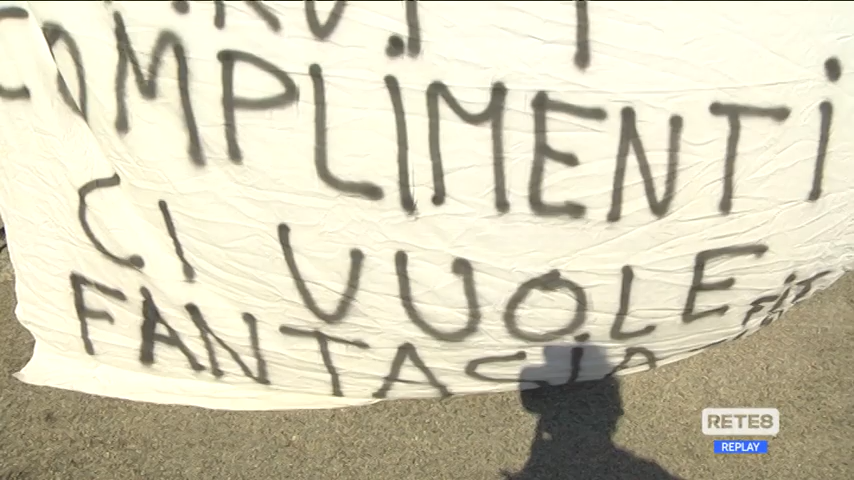 COMPLIMENTI
CI VUOLE
FANTASIA
RETE8
REPLAY